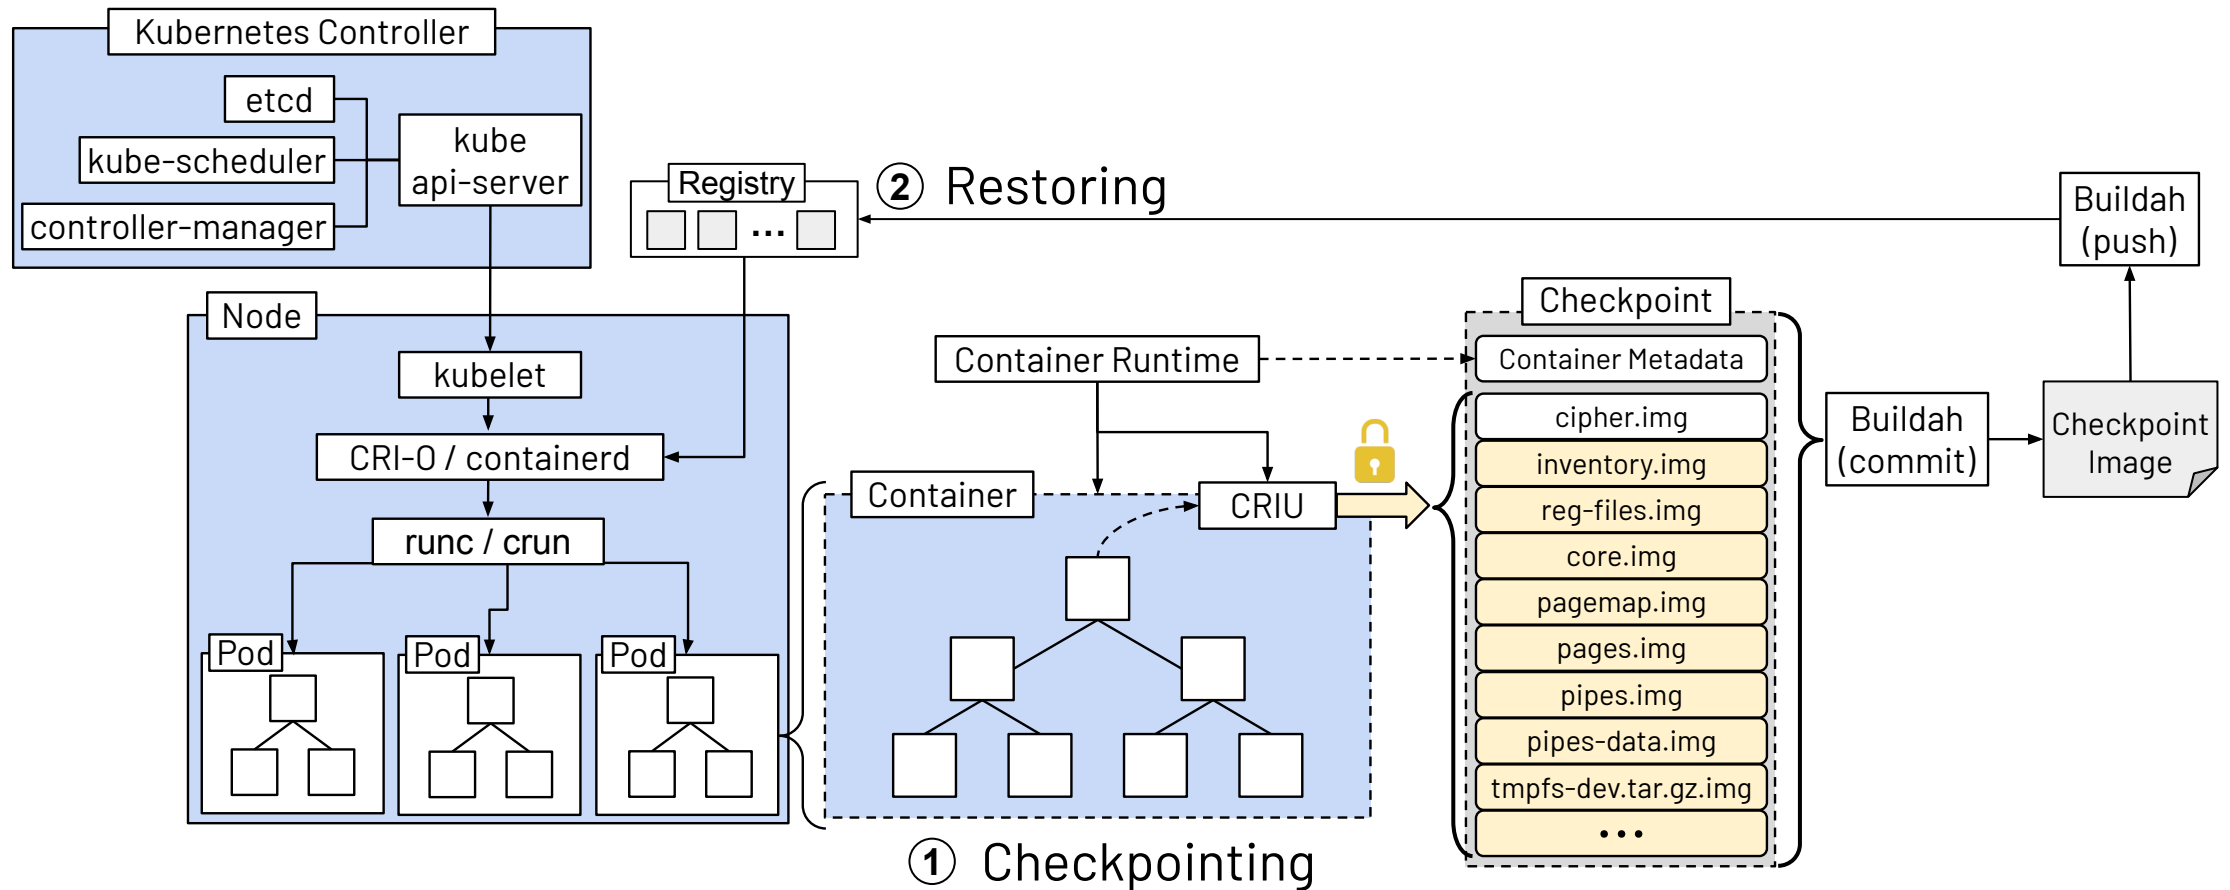 Kubernetes Controller
etcd
kube-scheduler
controller-manager
kube
api-server
Registry
...
② Restoring
Buildah
(push)
Node
kubelet
CRI-O / containerd
runc / crun
Pod
Pod
Pod
Container Runtime
Container
CRIU
① Checkpointing
Checkpoint
Container Metadata
cipher.img
inventory.img
reg-files.img
core.img
pagemap.img
pages.img
pipes.img
pipes-data.img
tmpfs-dev.tar.gz.img
...
Buildah
(commit)
Checkpoint
Image